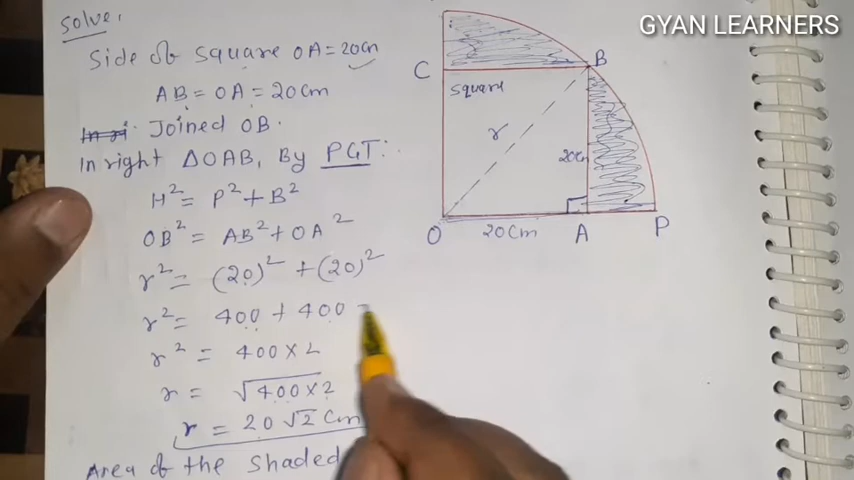 Solve.
Side of square OA = 20cm
AB = OA = 20cm
Joined OB.
In right △OAB, By PGT:
H² = P² + B²
OB² = AB² + OA²
r² = (20)² + (20)²
r² = 400 + 400
r² = 400 × 2
r = √400×2
r = 20√2 cm
Area of the shaded
GYAN LEARNERS
C
B
square
r
20cm
O
20cm
A
P